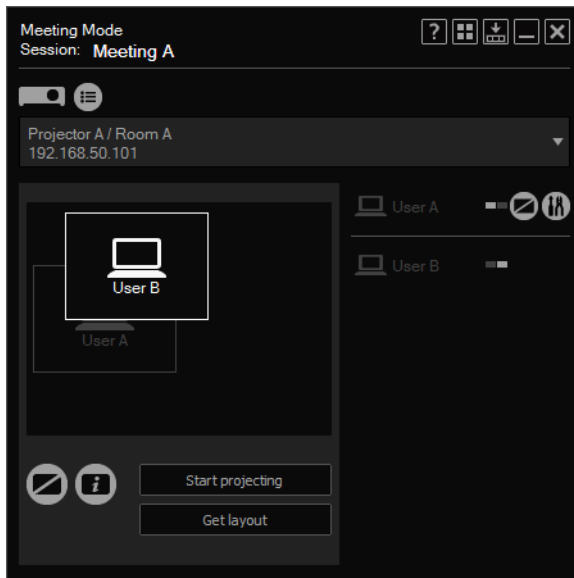 Meeting Mode
Session: Meeting A
?
Projector A / Room A
192.168.50.101
User A
User B
User B
User A
i
Start projecting
Get layout